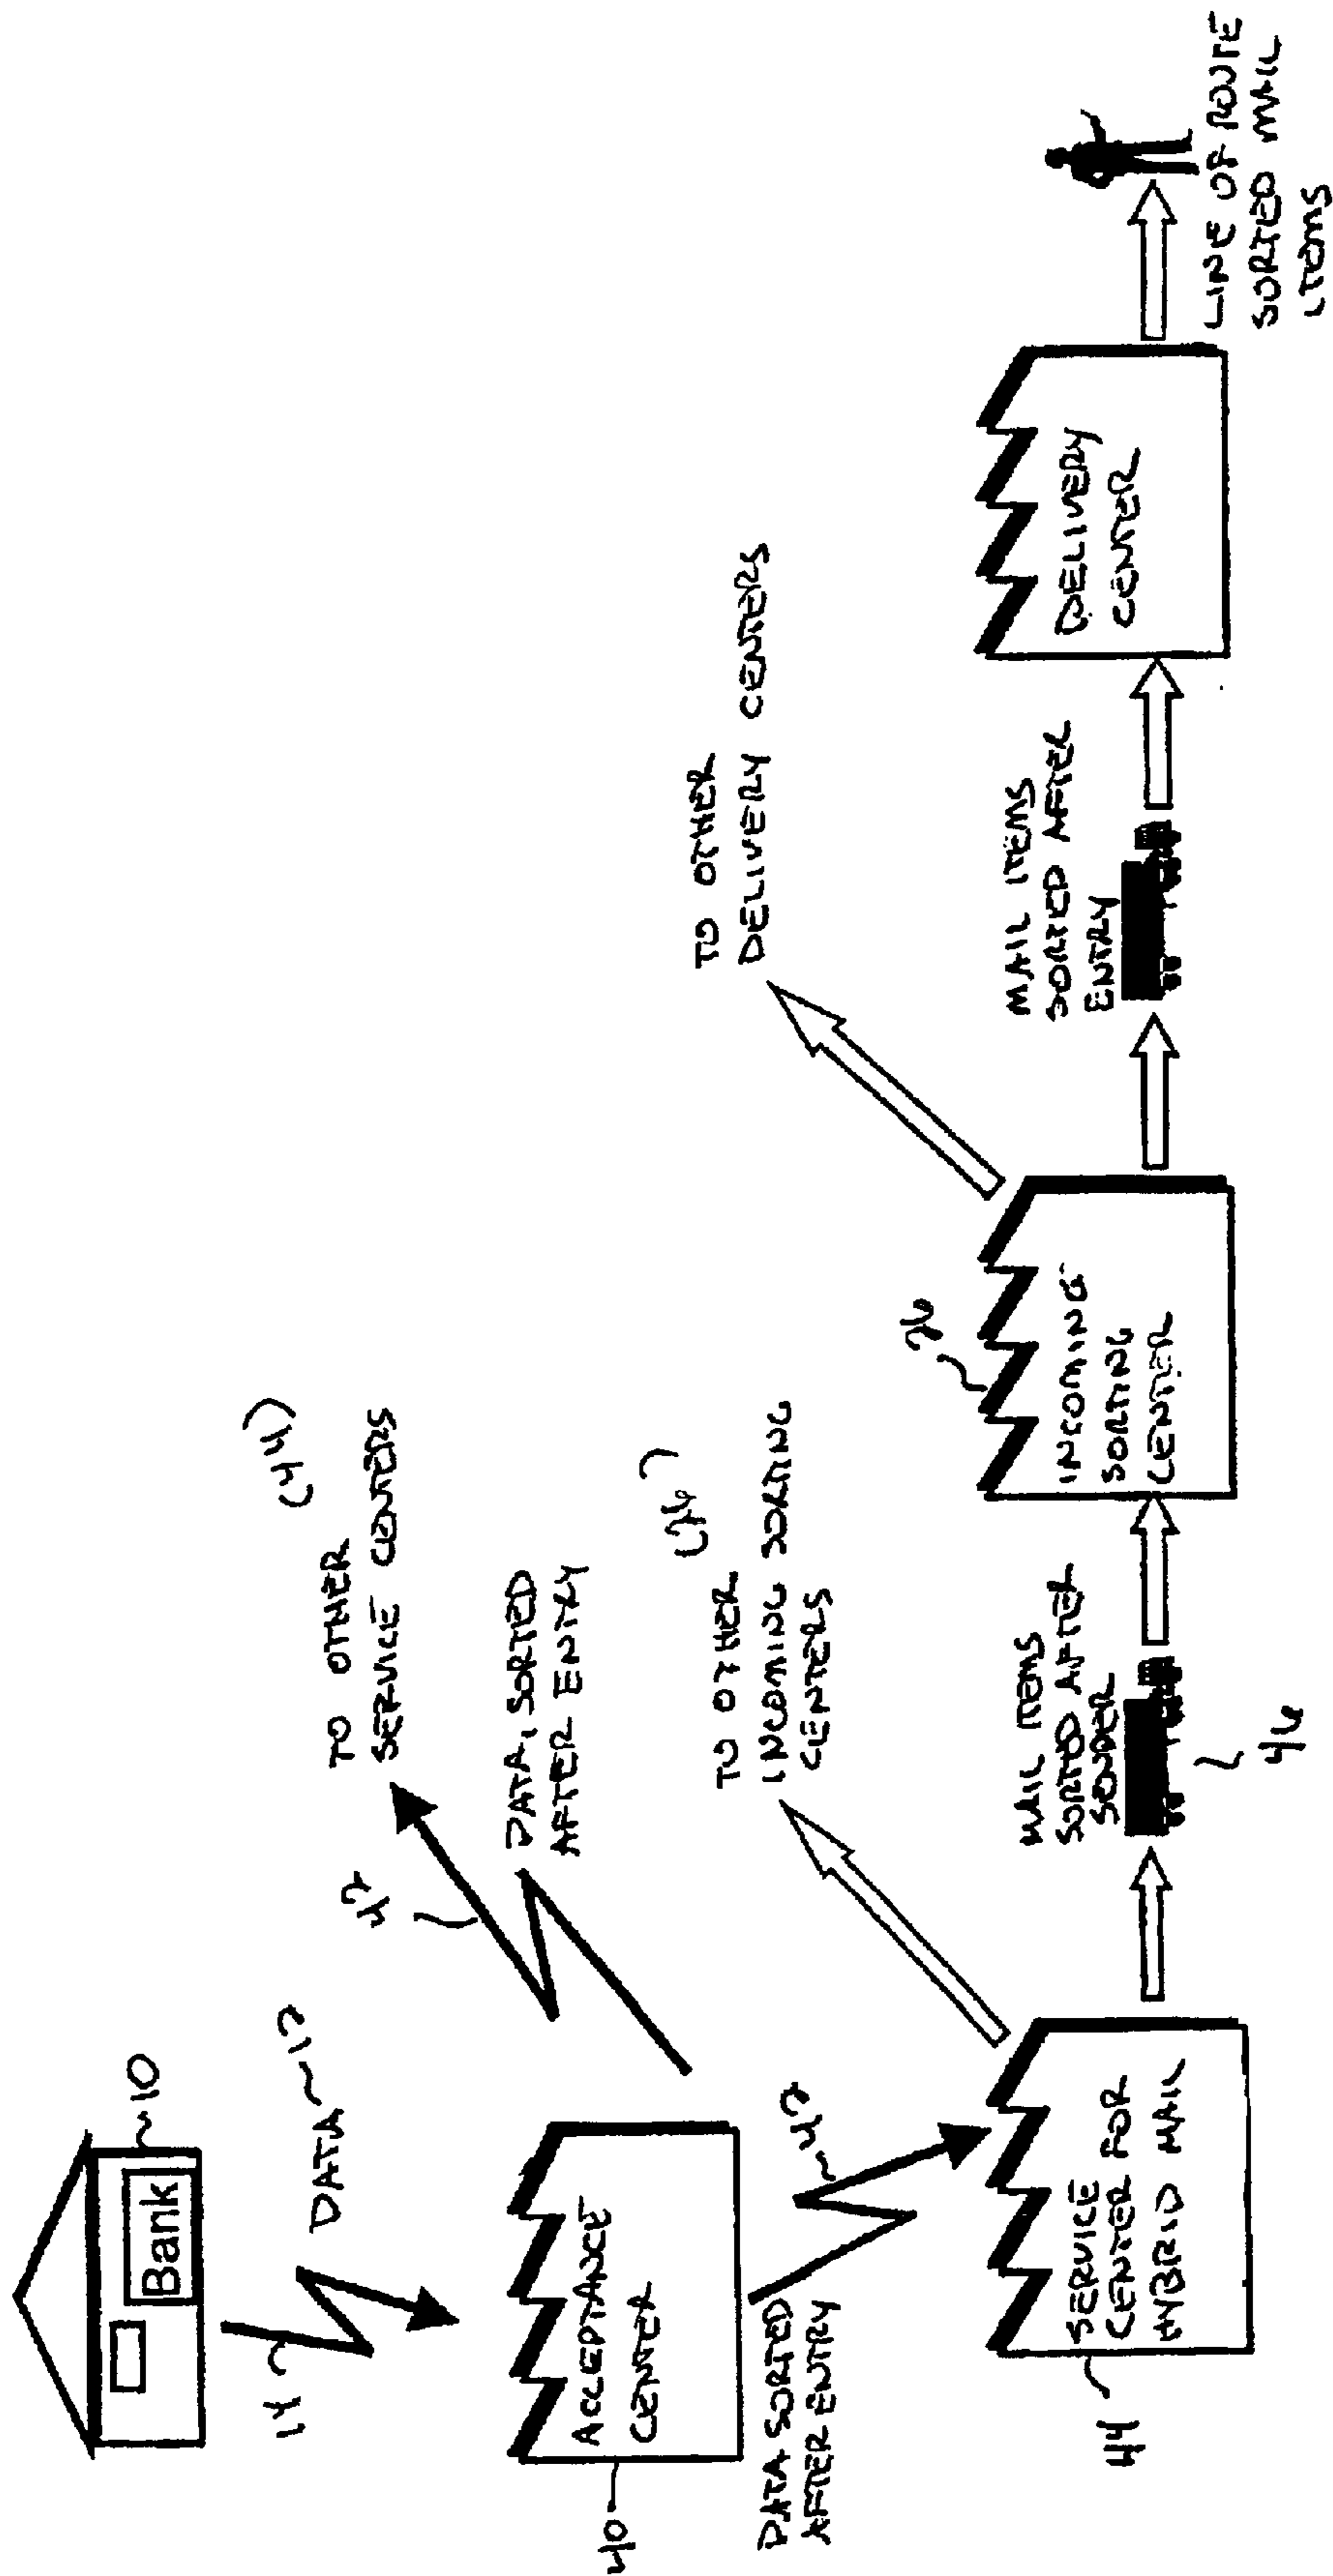 Bank
10
14
DATA
12
(44)
TO OTHER
SERVICE CENTERS
42
ACCEPTANCE
CENTER
40
DATA, SORTED
AFTER ENTRY
DATA SORTED
AFTER ENTRY
42
(26)
TO OTHER
INCOMING SORTING
CENTERS
TO OTHER
DELIVERY CENTERS
SERVICE
CENTER FOR
HYBRID MAIL
44
MAIL ITEMS
SORTED AFTER
SENDER
46
26
INCOMING
SORTING
CENTER
MAIL ITEMS
SORTED AFTER
ENTRY
DELIVERY
CENTER
LINE OF ROUTE
SORTED MAIL
ITEMS